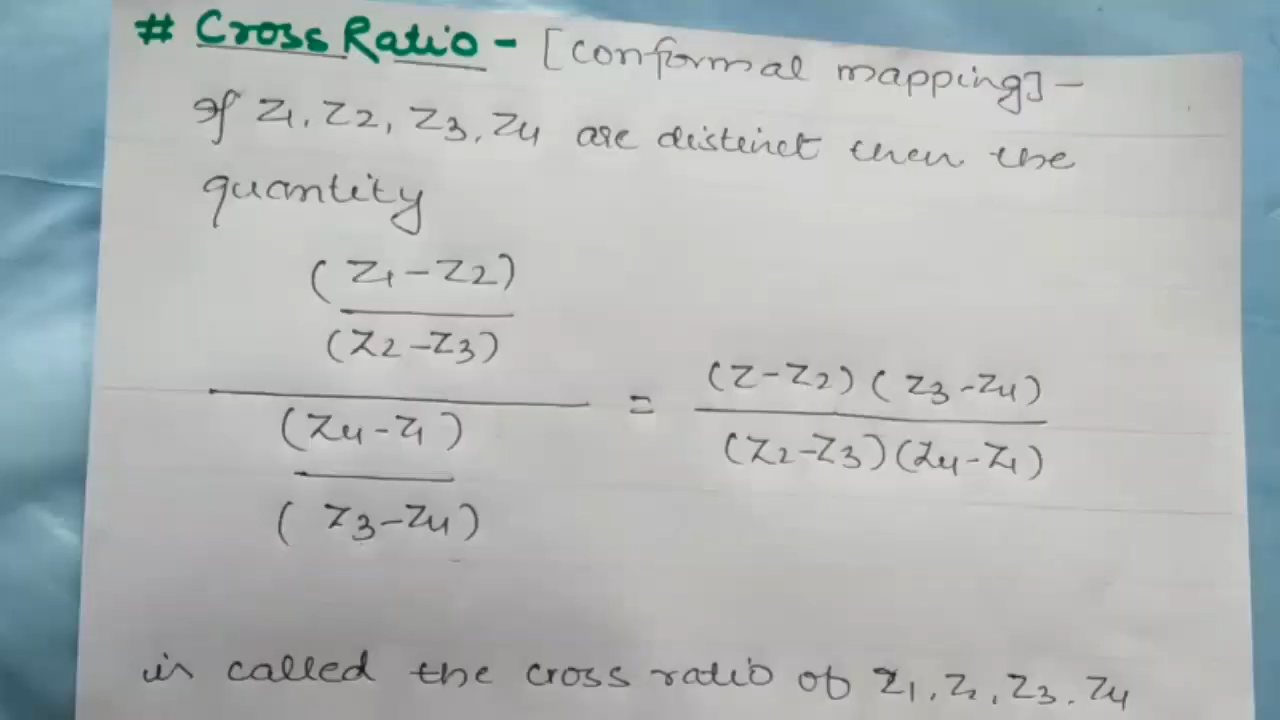 # Cross Ratio - [conformal mapping] -
If z1, z2, z3, z4 are distinct then the
quantity
(z1-z2)
(z2-z3)
(z4-z1)
(z3-z4)
= (z-z2) (z3-z4)
(z2-z3) (z4-z1)
is called the cross ratio of z1, z2, z3, z4